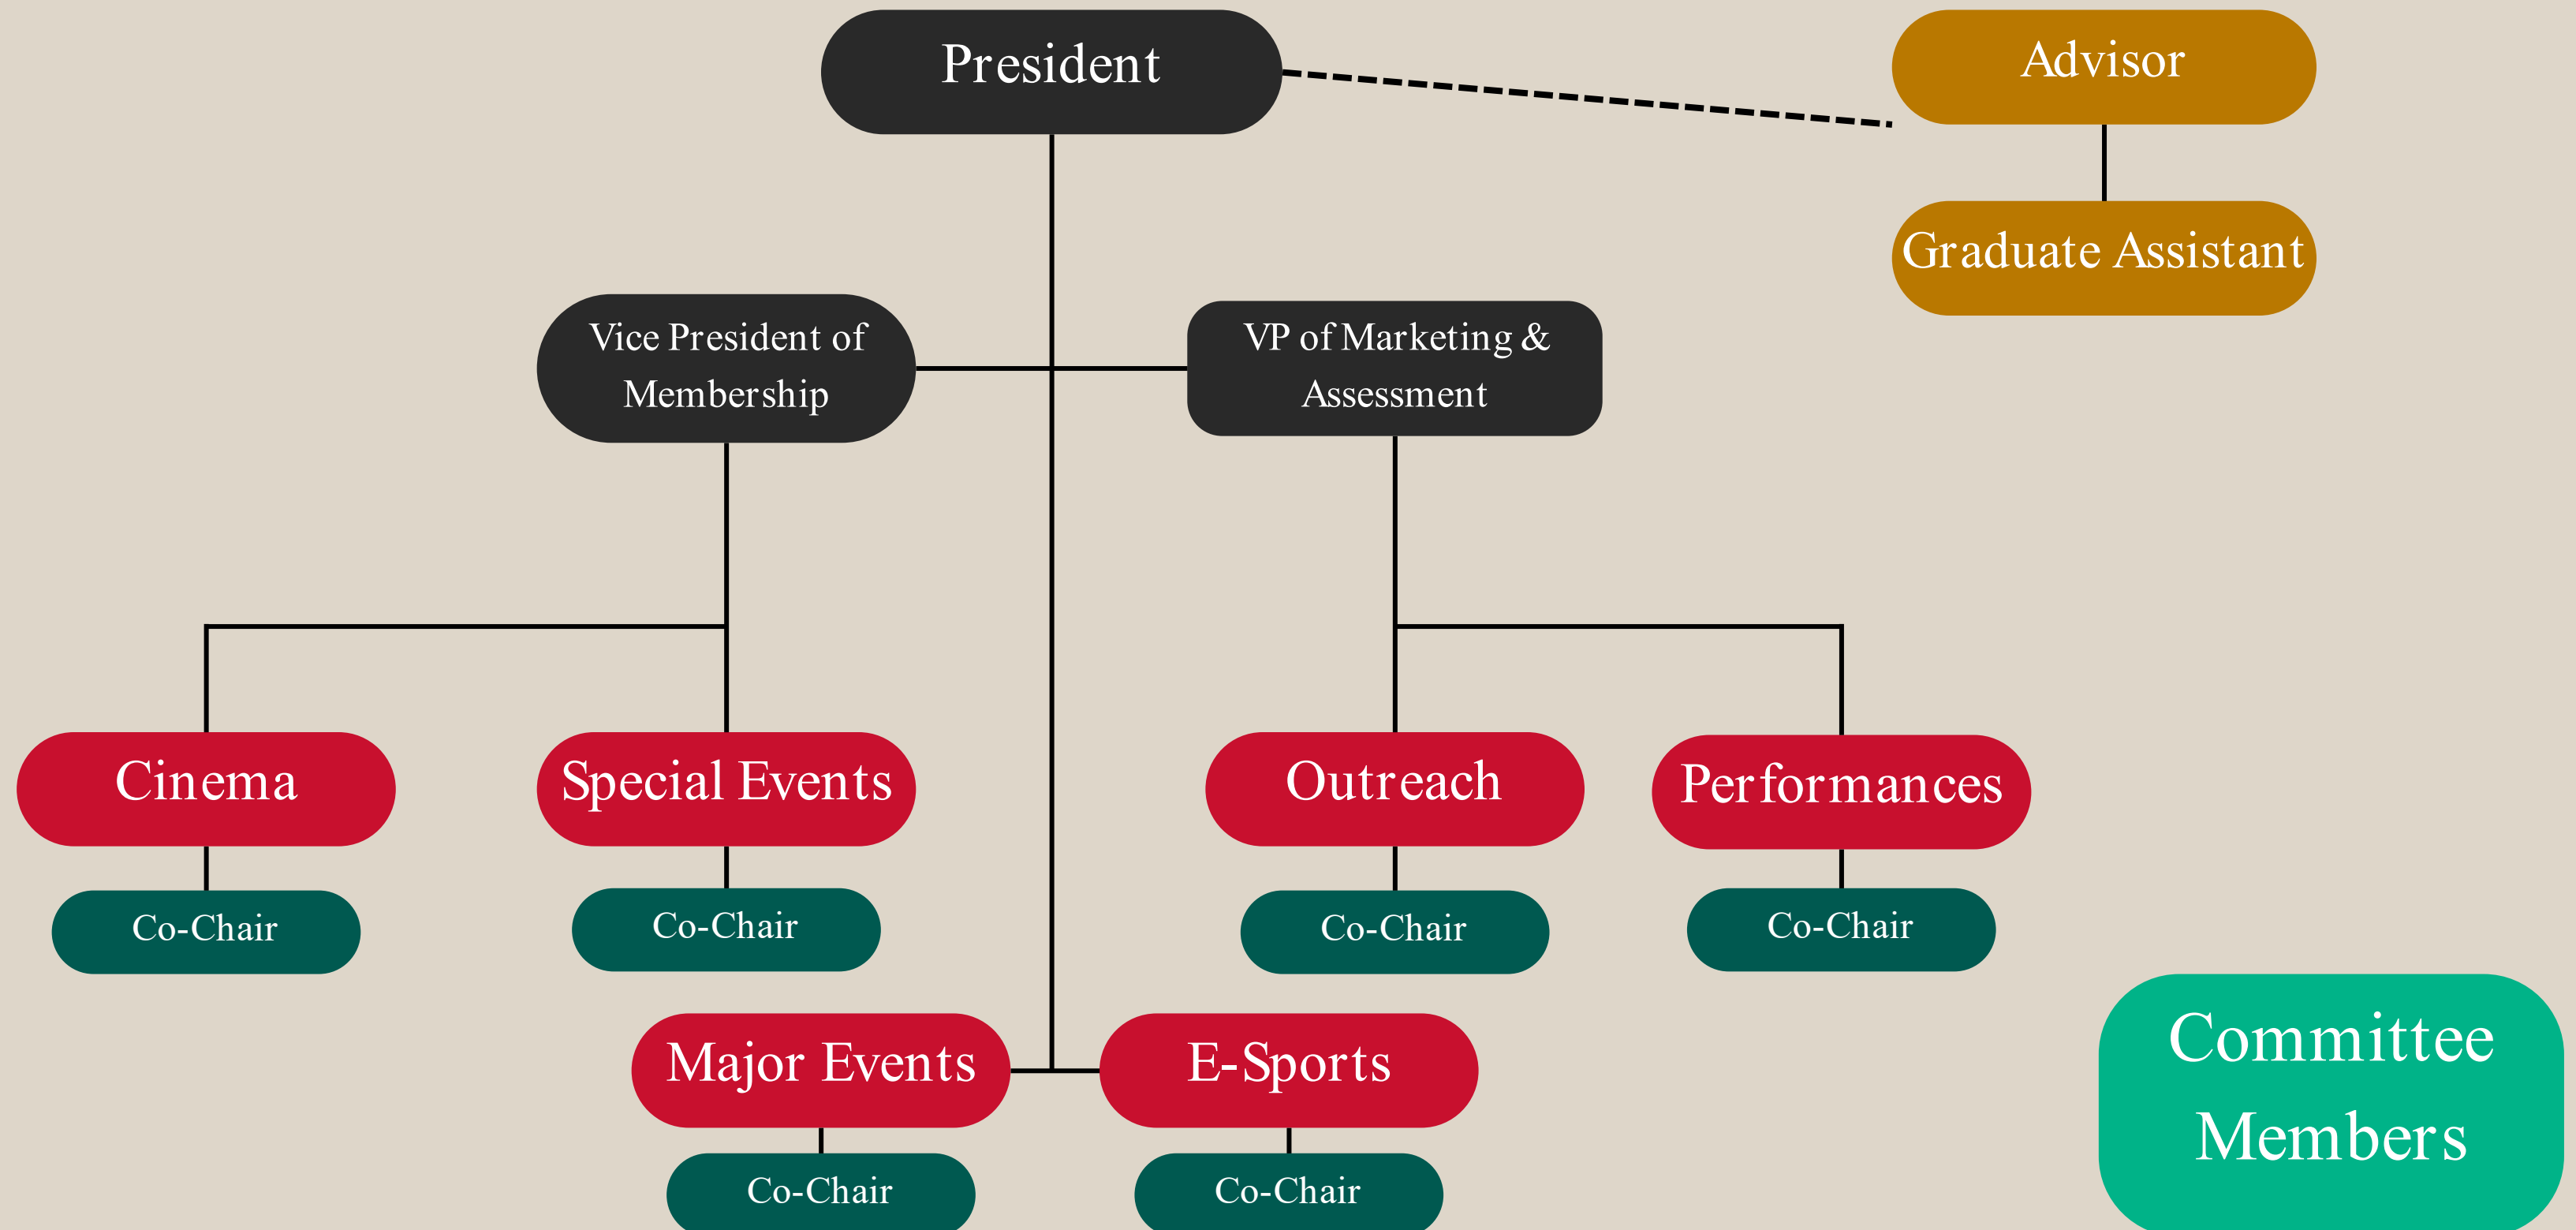 President
Advisor
Graduate Assistant
Vice President of
Membership
VP of Marketing &
Assessment
Cinema
Special Events
Outreach
Performances
Co-Chair
Co-Chair
Co-Chair
Co-Chair
Major Events
E-Sports
Co-Chair
Co-Chair
Committee
Members